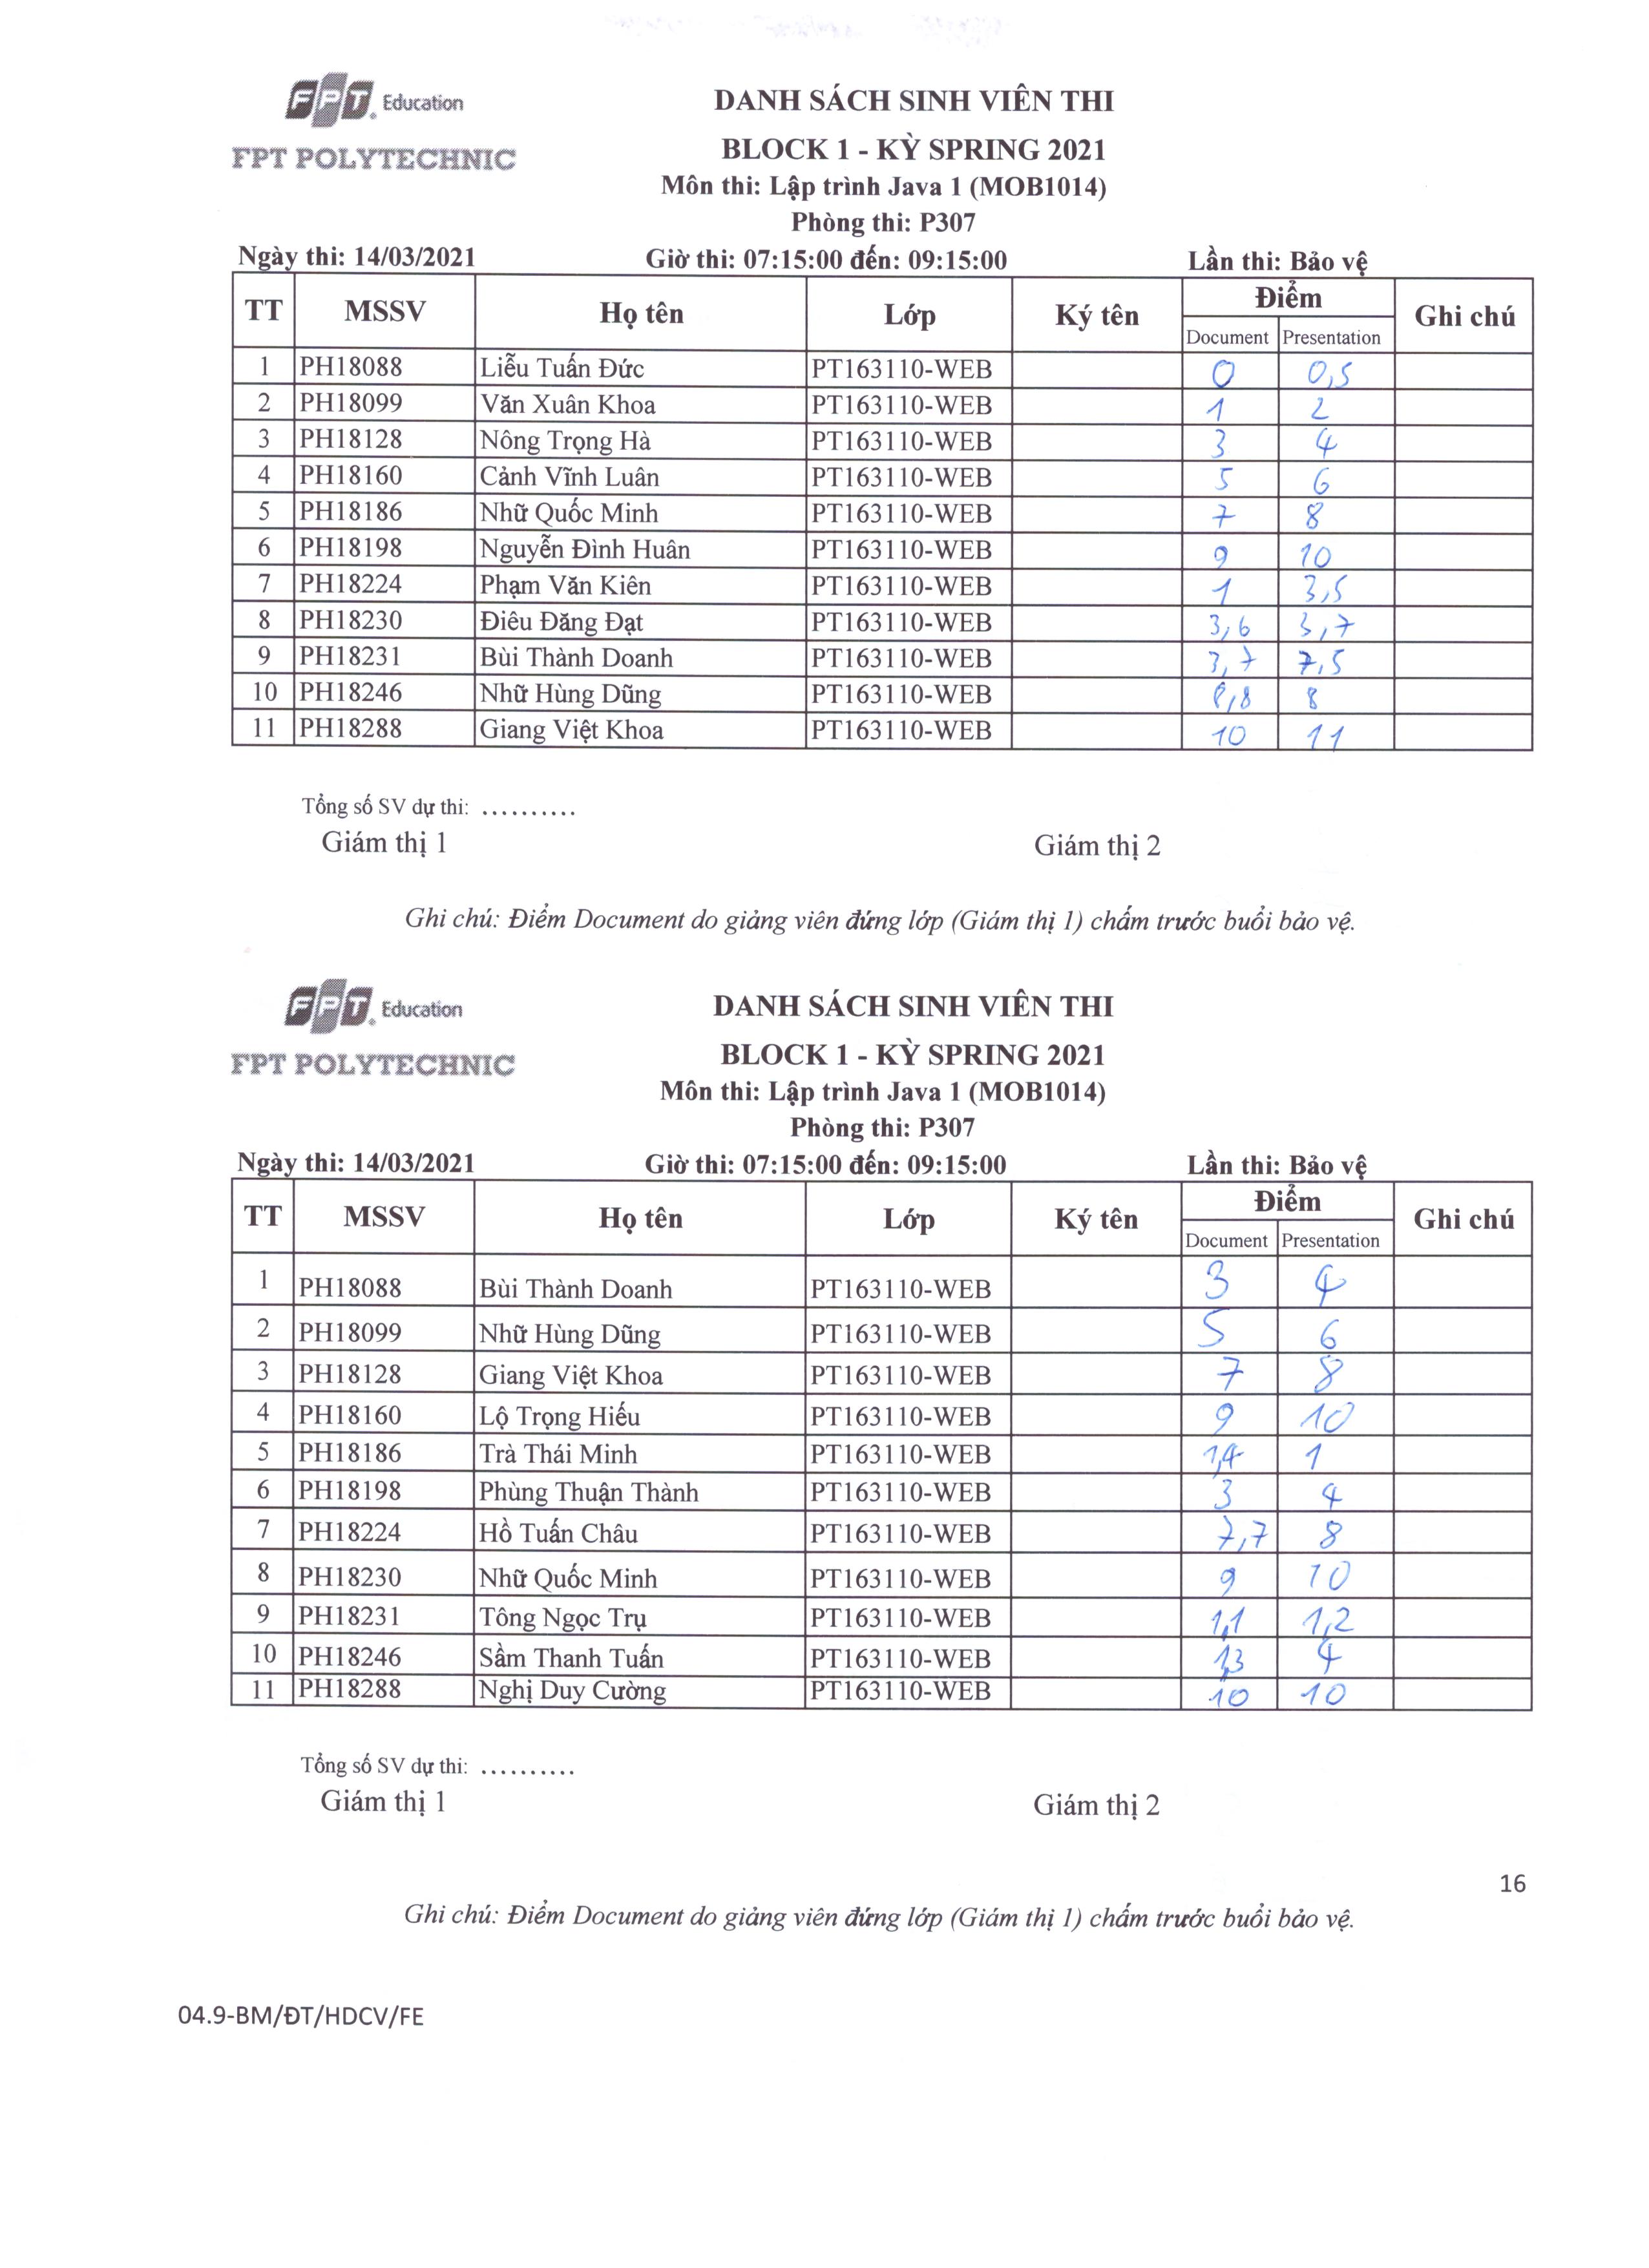 FPT. Education
DANH SÁCH SINH VIÊN THI
FPT POLYTECHNIC
BLOCK 1 - KỲ SPRING 2021
Môn thi: Lập trình Java 1 (MOB1014)
Phòng thi: P307
Ngày thi: 14/03/2021 Giờ thi: 07:15:00 đến: 09:15:00 Lần thi: Bảo vệ
TT MSSV Họ tên Lớp Ký tên Điểm Ghi chú
Document Presentation
1 PH18088 Liễu Tuấn Đức PT163110-WEB 0 0,5
2 PH18099 Văn Xuân Khoa PT163110-WEB 1 2
3 PH18128 Nông Trọng Hà PT163110-WEB 3 4
4 PH18160 Cảnh Vĩnh Luân PT163110-WEB 5 6
5 PH18186 Nhữ Quốc Minh PT163110-WEB 7 8
6 PH18198 Nguyễn Đình Huân PT163110-WEB 9 10
7 PH18224 Phạm Văn Kiên PT163110-WEB 1 3,5
8 PH18230 Điêu Đăng Đạt PT163110-WEB 3,6
9 PH18231 Bùi Thành Doanh PT163110-WEB 3,7 7,5
10 PH18246 Nhữ Hùng Dũng PT163110-WEB 8
11 PH18288 Giang Việt Khoa PT163110-WEB 10 11
Tổng số SV dự thi: ..........
Giám thị 1 Giám thị 2
Ghi chú: Điểm Document do giảng viên đứng lớp (Giám thị 1) chấm trước buổi bảo vệ.
FPT. Education
DANH SÁCH SINH VIÊN THI
FPT POLYTECHNIC
BLOCK 1 - KỲ SPRING 2021
Môn thi: Lập trình Java 1 (MOB1014)
Phòng thi: P307
Ngày thi: 14/03/2021 Giờ thi: 07:15:00 đến: 09:15:00 Lần thi: Bảo vệ
TT MSSV Họ tên Lớp Ký tên Điểm Ghi chú
Document Presentation
1 PH18088 Bùi Thành Doanh PT163110-WEB 3 4
2 PH18099 Nhữ Hùng Dũng PT163110-WEB 5 6
3 PH18128 Giang Việt Khoa PT163110-WEB 7 8
4 PH18160 Lộ Trọng Hiếu PT163110-WEB 9 10
5 PH18186 Trà Thái Minh PT163110-WEB 1,4 1
6 PH18198 Phùng Thuận Thành PT163110-WEB 3 4
7 PH18224 Hồ Tuấn Châu PT163110-WEB 7,7 8
8 PH18230 Nhữ Quốc Minh PT163110-WEB 9 10
9 PH18231 Tông Ngọc Trụ PT163110-WEB 1,1 1,2
10 PH18246 Sầm Thanh Tuấn PT163110-WEB 1,3 4
11 PH18288 Nghị Duy Cường PT163110-WEB 10 10
Tổng số SV dự thi: ..........
Giám thị 1 Giám thị 2
16
Ghi chú: Điểm Document do giảng viên đứng lớp (Giám thị 1) chấm trước buổi bảo vệ.
04.9-BM/ĐT/HDCV/FE